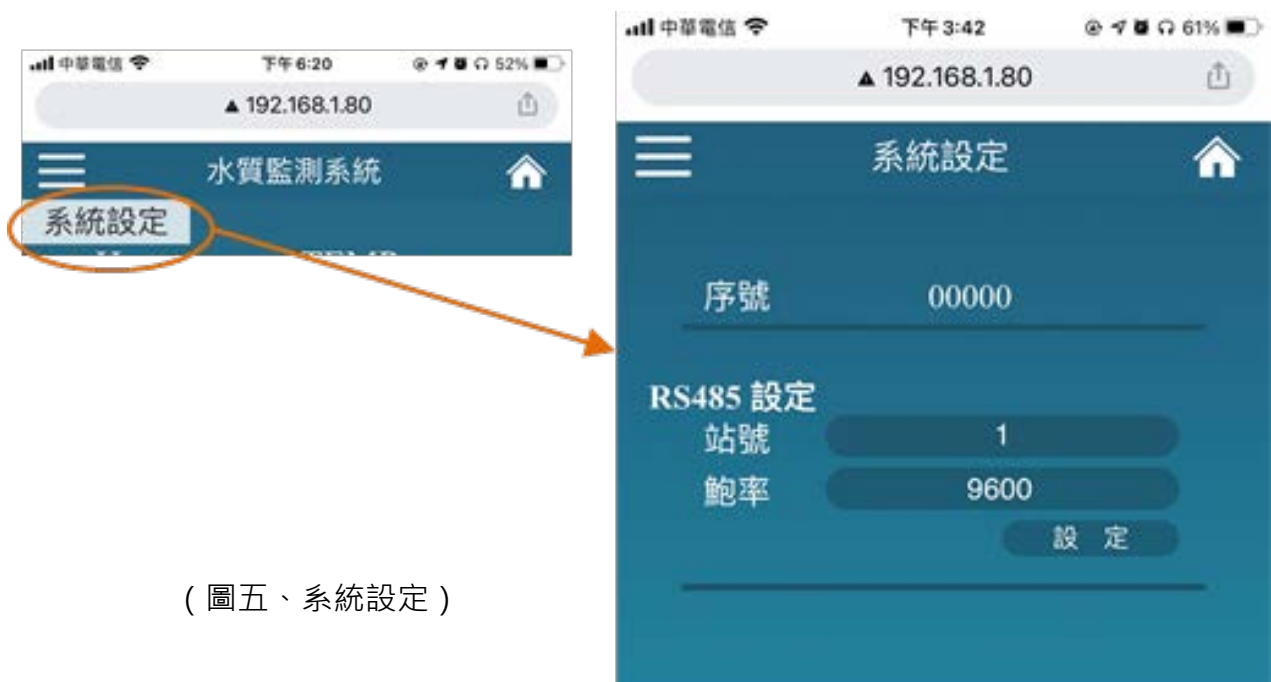 中華電信 下午 6:20 52%
▲ 192.168.1.80
水質監測系統
系統設定
(圖五、系統設定)
中華電信 下午 3:42 61%
▲ 192.168.1.80
系統設定
序號 00000
RS485 設定
站號 1
鮑率 9600
設 定